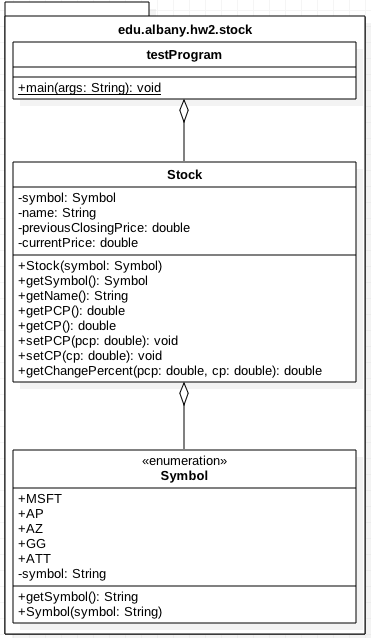 edu.albany.hw2.stock
testProgram
+main(args: String): void
Stock
-symbol: Symbol
-name: String
-previousClosingPrice: double
-currentPrice: double
+Stock(symbol: Symbol)
+getSymbol(): Symbol
+getName(): String
+getPCP(): double
+getCP(): double
+setPCP(pcp: double): void
+setCP(cp: double): void
+getChangePercent(pcp: double, cp: double): double
«enumeration»
Symbol
+MSFT
+AP
+AZ
+GG
+ATT
-symbol: String
+getSymbol(): String
+Symbol(symbol: String)